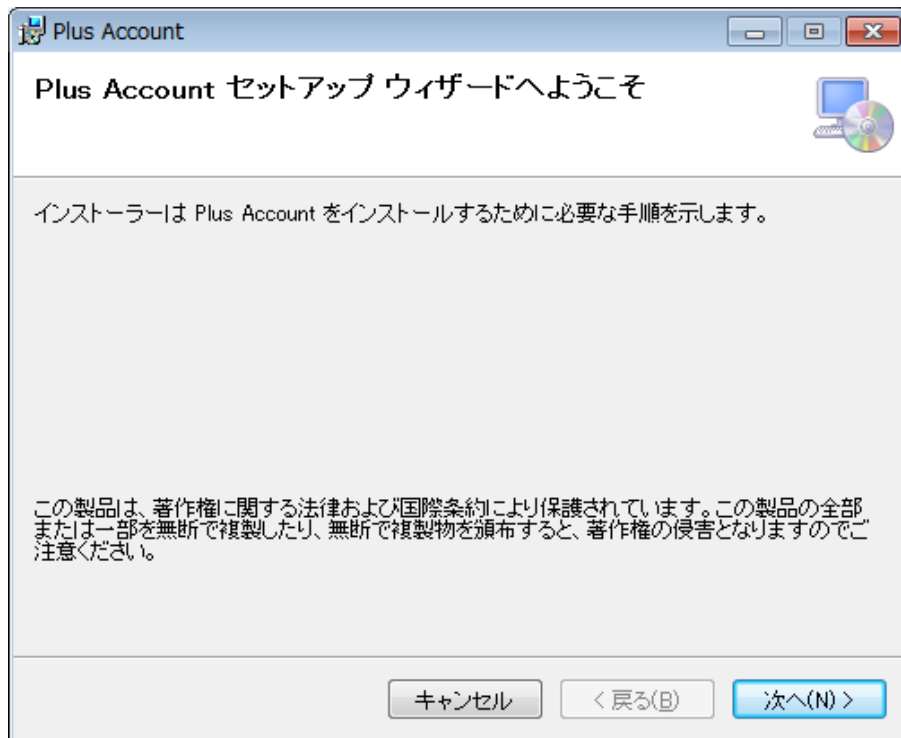 Plus Account
Plus Account セットアップ ウィザードへようこそ
インストーラーは Plus Account をインストールするために必要な手順を示します。
この製品は、著作権に関する法律および国際条約により保護されています。この製品の全部
または一部を無断で複製したり、無断で複製物を頒布すると、著作権の侵害となりますのでご
注意ください。
キャンセル
< 戻る(B)
次へ(N) >